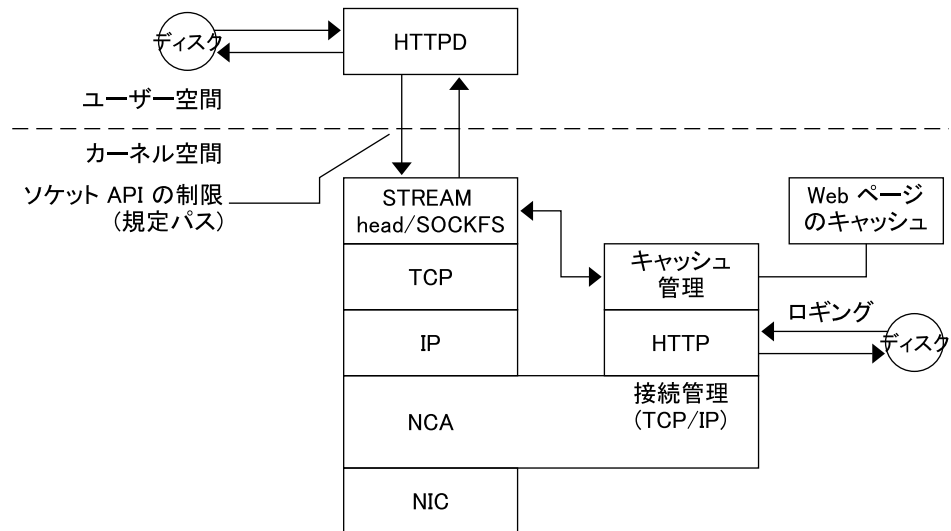 ディスク
HTTPD
ユーザー空間
カーネル空間
ソケット API の制限
(規定パス)
STREAM
head/SOCKFS
Web ページ
のキャッシュ
TCP
キャッシュ
管理
ロギング
IP
HTTP
ディスク
NCA
接続管理
(TCP/IP)
NIC